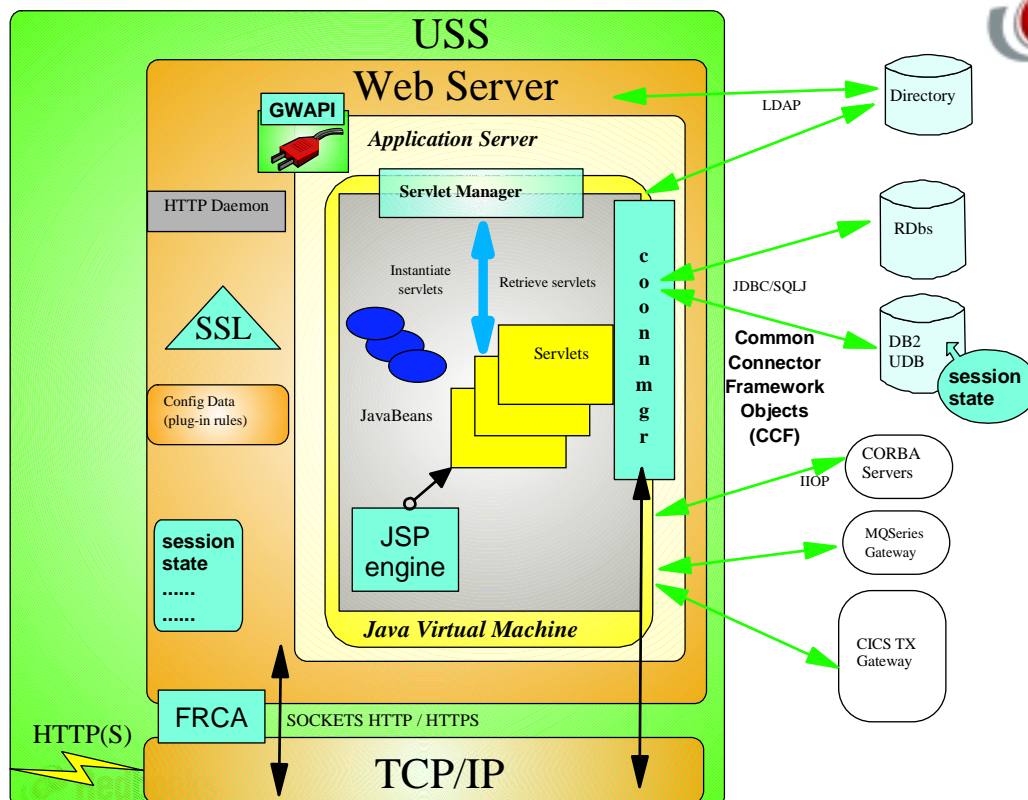 USS
Web Server
GWAPI
Application Server
Servlet Manager
HTTP Daemon
Instantiate
servlets
Retrieve servlets
SSL
Servlets
Config Data
(plug-in rules)
JavaBeans
JSP
engine
session
state
......
......
Java Virtual Machine
c
o o
n n
m
g
r
LDAP
Directory
RDbs
JDBC/SQLJ
DB2
UDB
session
state
Common
Connector
Framework
Objects
(CCF)
CORBA
Servers
IIOP
MQSeries
Gateway
CICS TX
Gateway
FRCA
SOCKETS HTTP / HTTPS
HTTP(S)
TCP/IP
Redbooks